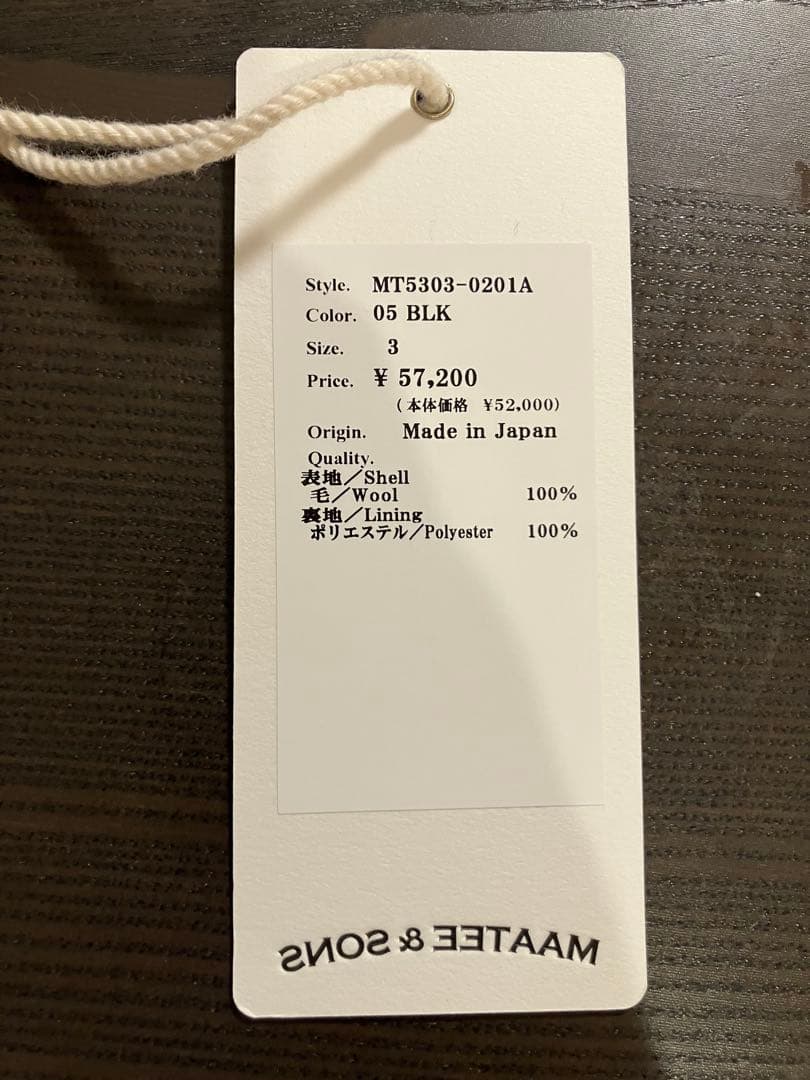 Style. MT5303-0201A
Color. 05 BLK
Size. 3
Price. ¥ 57,200
(本体価格 ¥52,000)
Origin. Made in Japan
Quality.
表地/Shell
毛/Wool 100%
裏地/Lining
ポリエステル/Polyester 100%
MAATEE & SONS